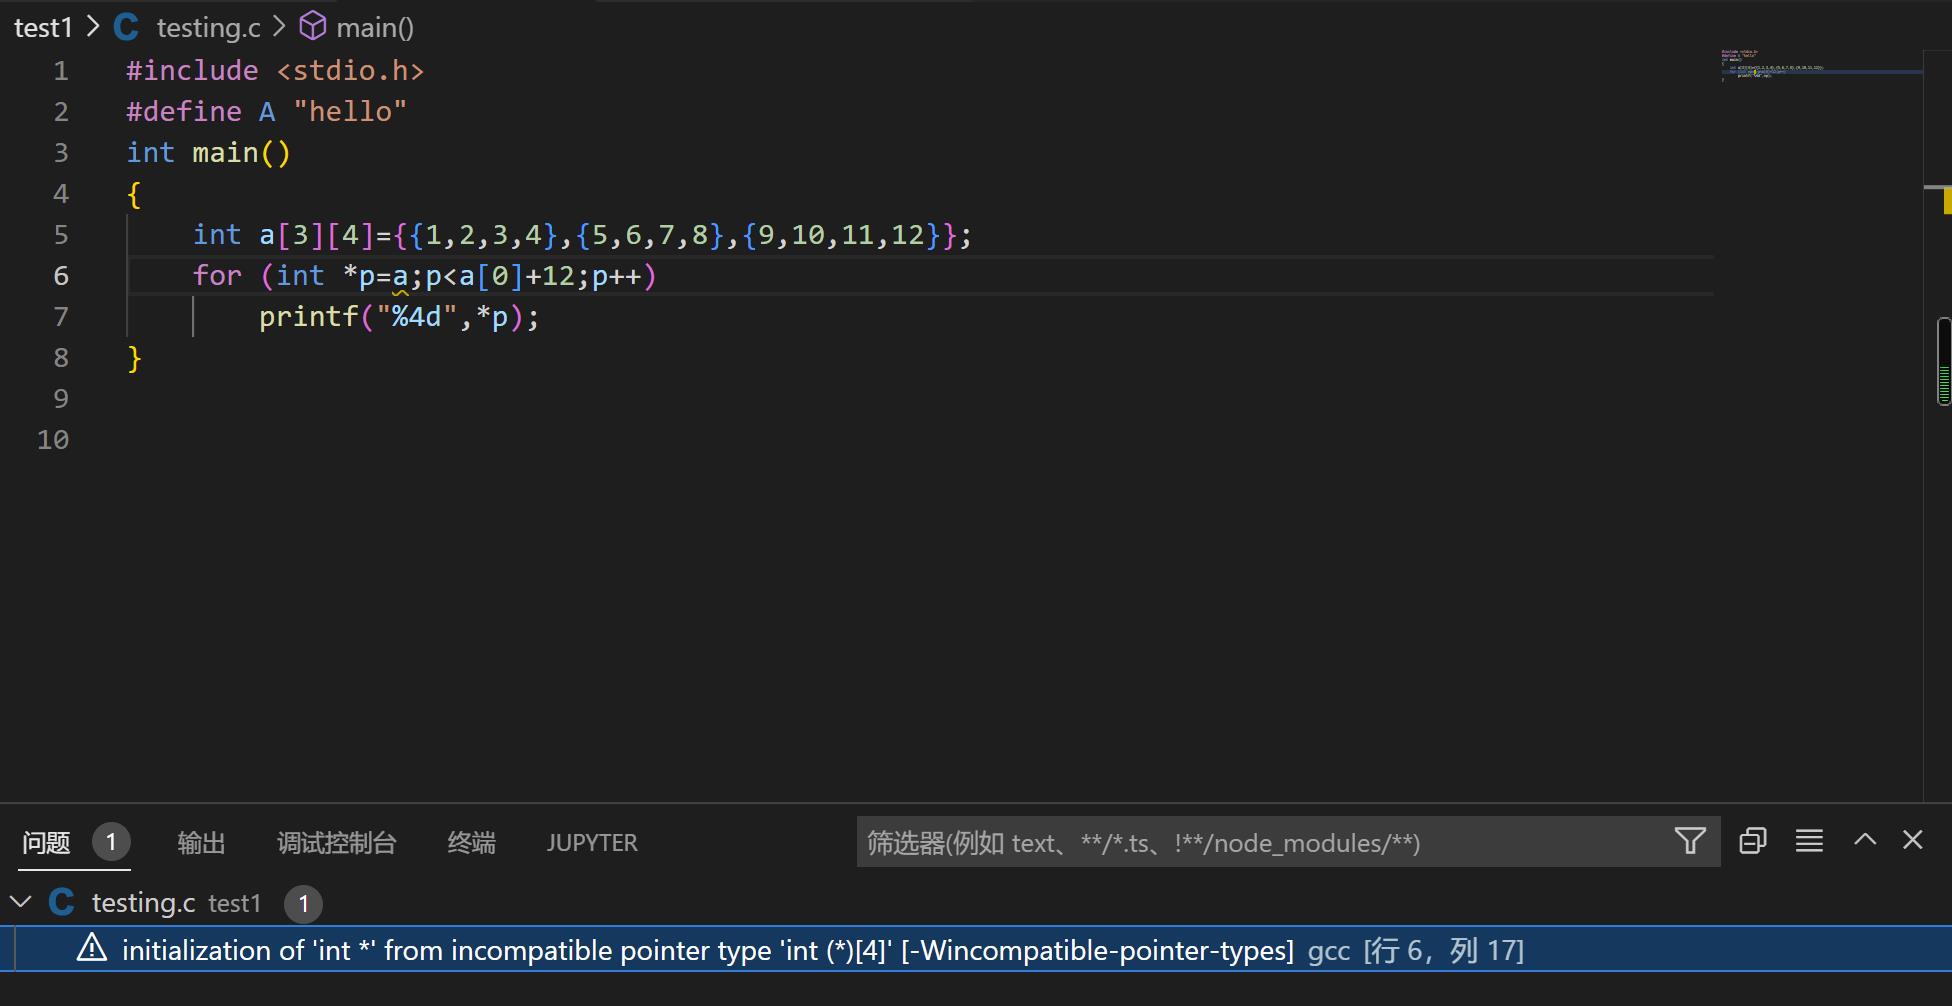 test1 > C testing.c > main()
1 #include <stdio.h>
2 #define A "hello"
3 int main()
4 {
5     int a[3][4]={{1,2,3,4},{5,6,7,8},{9,10,11,12}};
6     for (int *p=a;p<a[0]+12;p++)
7         printf("%4d",*p);
8 }
9
10
问题 1 输出 调试控制台 终端 JUPYTER 筛选器(例如 text、**/*.ts、!**/node_modules/**)
C testing.c test1 1
initialization of 'int *' from incompatible pointer type 'int (*)[4]' [-Wincompatible-pointer-types] gcc [行 6，列 17]